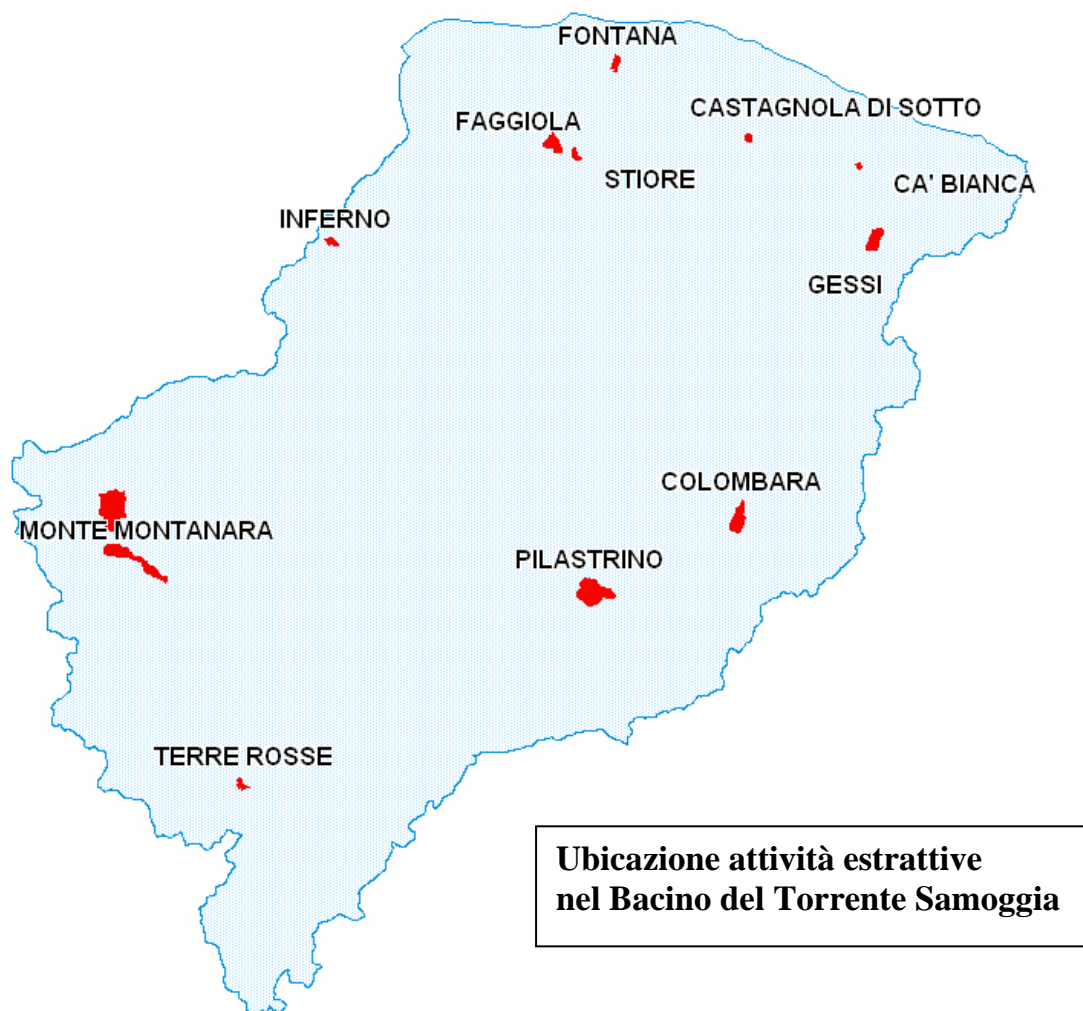 FONTANA
CASTAGNOLA DI SOTTO
FAGGIOLA
STIORE
CA' BIANCA
INFERNO
GESSI
COLOMBARA
MONTE MONTANARA
PILASTRINO
TERRE ROSSE
Ubicazione attività estrattive
nel Bacino del Torrente Samoggia